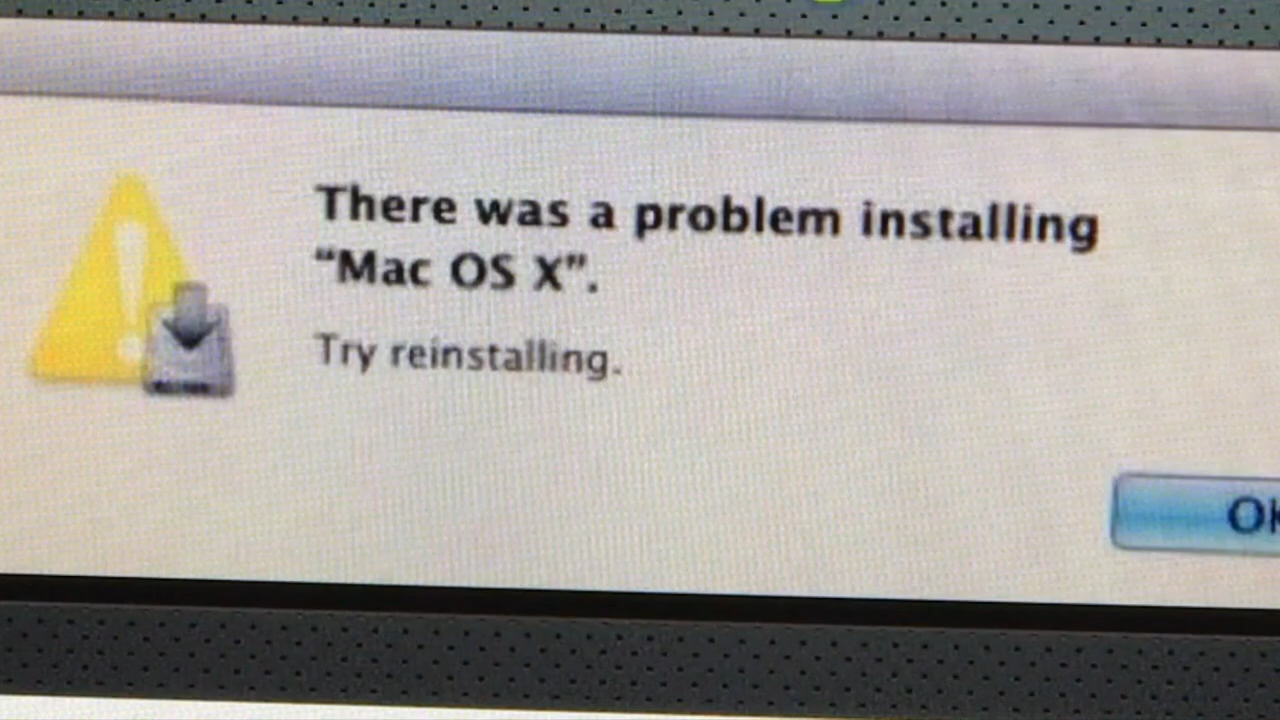 There was a problem installing
“Mac OS X”.
Try reinstalling.